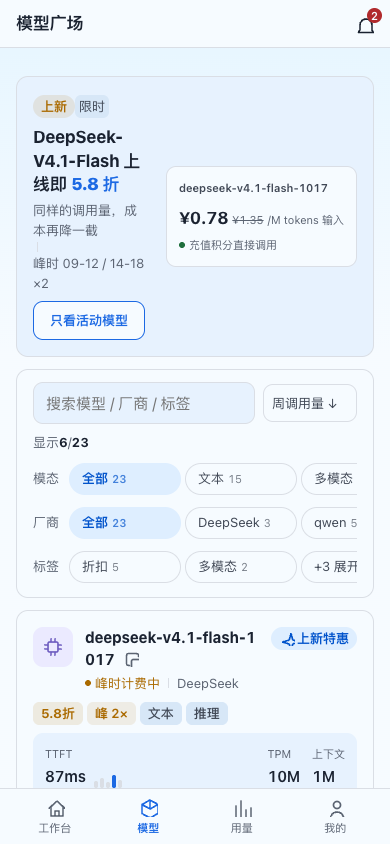 模型广场
2
上新 限时
DeepSeek-
V4.1-Flash 上
线即 5.8 折
同样的调用量，成
本再降一截
峰时 09-12 / 14-18
×2
只看活动模型
deepseek-v4.1-flash-1017
¥0.78 ¥1.35 /M tokens 输入
充值积分直接调用
搜索模型 / 厂商 / 标签
周调用量 ↓
显示6/23
模态 全部 23 文本 15 多模态
厂商 全部 23 DeepSeek 3 qwen 5
标签 折扣 5 多模态 2 +3 展开
deepseek-v4.1-flash-1
017
上新特惠
峰时计费中 DeepSeek
5.8折 峰 2× 文本 推理
TTFT TPM 上下文
87ms 10M 1M
工作台 模型 用量 我的